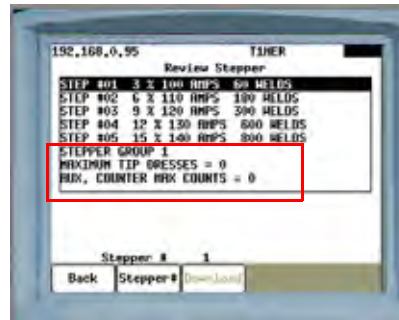 192.168.0.95 TIMER
Review Stepper
STEP #01 3 % 100 AMPS 60 WELDS
STEP #02 6 % 110 AMPS 180 WELDS
STEP #03 9 % 120 AMPS 300 WELDS
STEP #04 12 % 130 AMPS 600 WELDS
STEP #05 15 % 140 AMPS 800 WELDS
STEPPER GROUP 1
MAXIMUM TIP DRESSES = 0
AUX. COUNTER MAX COUNTS = 0
Stepper # 1
Back Stepper# Download